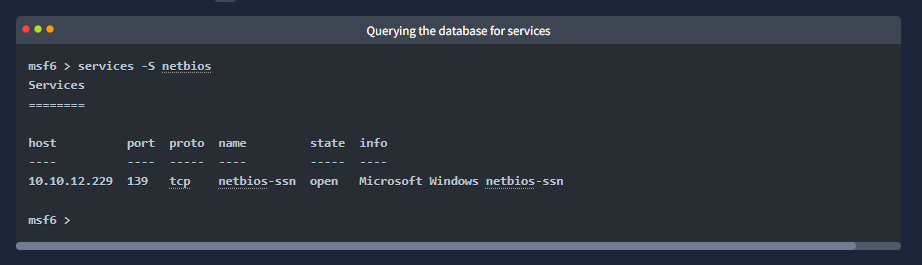 Querying the database for services
msf6 > services -S netbios
Services
========
host port proto name state info
---- ---- ----- ---- ----- ----
10.10.12.229 139 tcp netbios-ssn open Microsoft Windows netbios-ssn
msf6 >